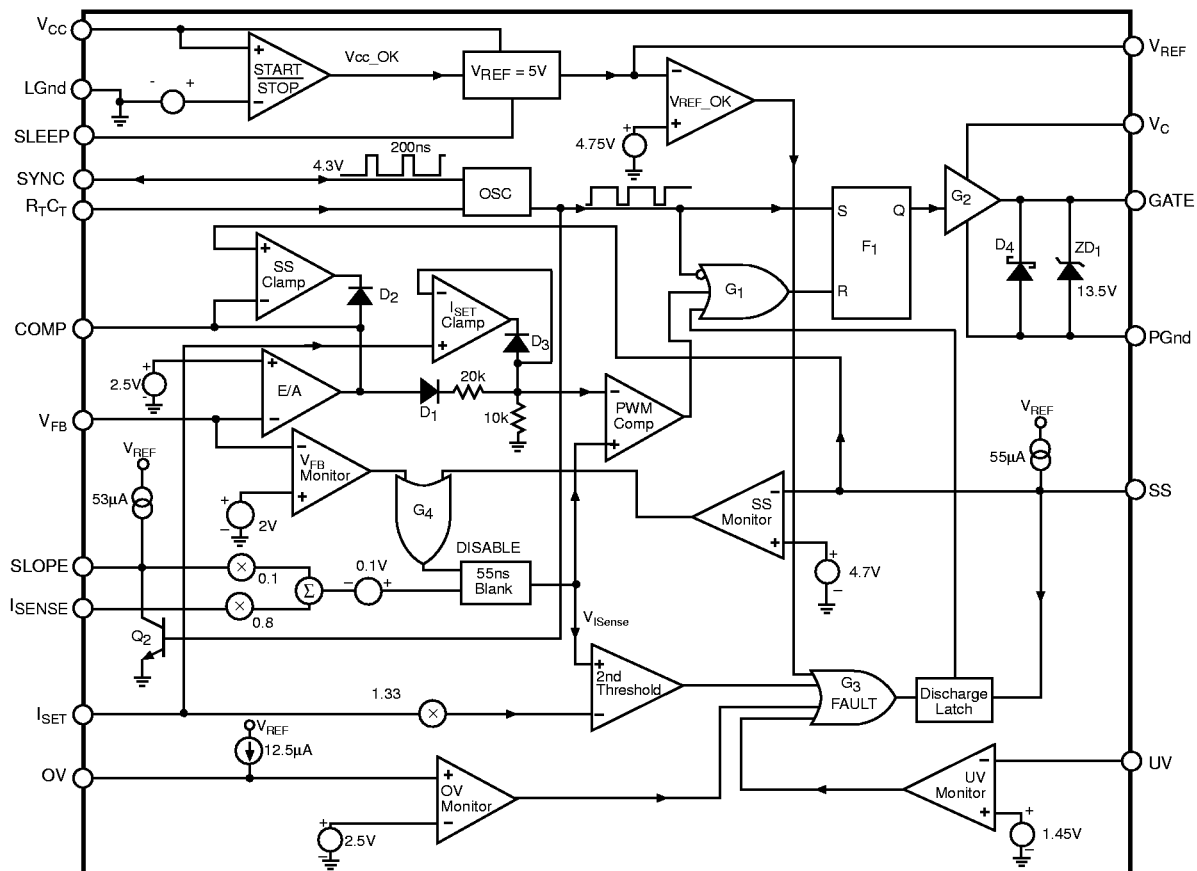 VCC
VREF
Vcc_OK
START
STOP
VREF = 5V
VREF_OK
LGnd
SLEEP
4.75V
VC
200ns
4.3V
SYNC
OSC
RTCT
S
Q
F1
R
G2
GATE
D4
ZD1
13.5V
PGnd
SS
Clamp
D2
ISET
Clamp
D3
G1
COMP
2.5V
E/A
20k
D1
10k
PWM
Comp
VFB
VREF
55µA
VREF
53µA
VFB
Monitor
2V
G4
SS
Monitor
SS
4.7V
SLOPE
0.1
DISABLE
0.1V
55ns
Blank
Σ
ISENSE
0.8
VISense
Q2
2nd
Threshold
G3
FAULT
Discharge
Latch
1.33
ISET
VREF
12.5µA
OV
OV
Monitor
2.5V
UV
Monitor
UV
1.45V